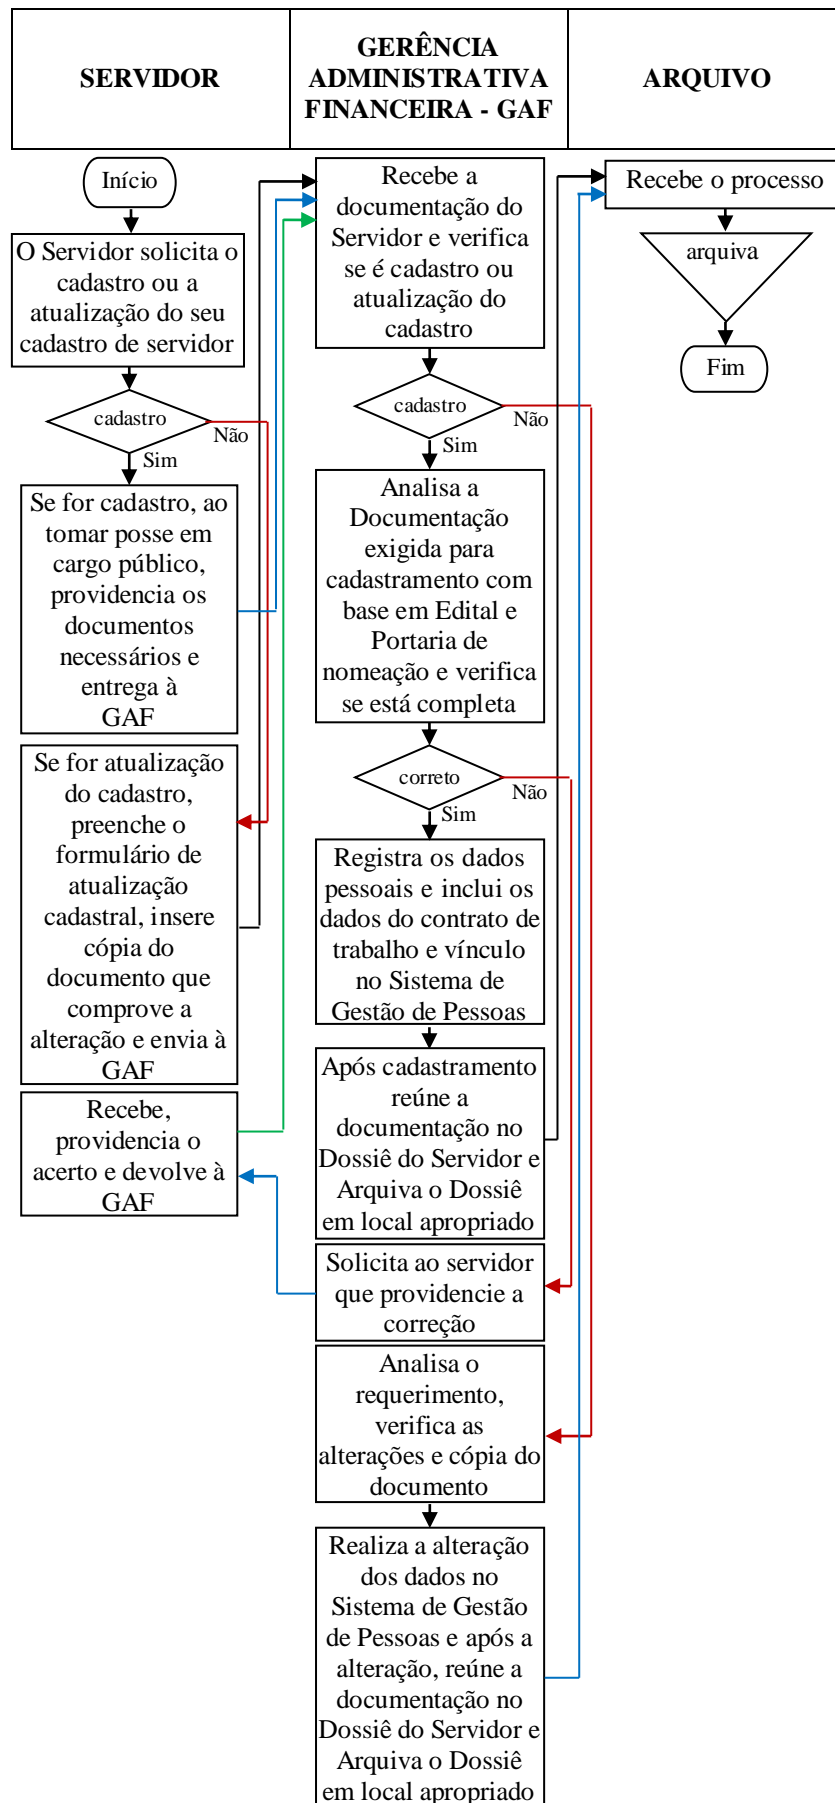 SERVIDOR
GERÊNCIA
ADMINISTRATIVA
FINANCEIRA - GAF
ARQUIVO
Início
O Servidor solicita o
cadastro ou a
atualização do seu
cadastro de servidor
cadastro
Não
Sim
Se for cadastro, ao
tomar posse em
cargo público,
providencia os
documentos
necessários e
entrega à
GAF
Se for atualização
do cadastro,
preenche o
formulário de
atualização
cadastral, insere
cópia do
documento que
comprove a
alteração e envia à
GAF
Recebe,
providencia o
acerto e devolve à
GAF
Recebe a
documentação do
Servidor e verifica
se é cadastro ou
atualização do
cadastro
cadastro
Não
Sim
Analisa a
Documentação
exigida para
cadastramento com
base em Edital e
Portaria de
nomeação e verifica
se está completa
correto
Não
Sim
Registra os dados
pessoais e inclui os
dados do contrato de
trabalho e vínculo
no Sistema de
Gestão de Pessoas
Após cadastramento
reúne a
documentação no
Dossiê do Servidor e
Arquiva o Dossiê
em local apropriado
Solicita ao servidor
que providencie a
correção
Analisa o
requerimento,
verifica as
alterações e cópia do
documento
Realiza a alteração
dos dados no
Sistema de Gestão
de Pessoas e após a
alteração, reúne a
documentação no
Dossiê do Servidor e
Arquiva o Dossiê
em local apropriado
Recebe o processo
arquiva
Fim